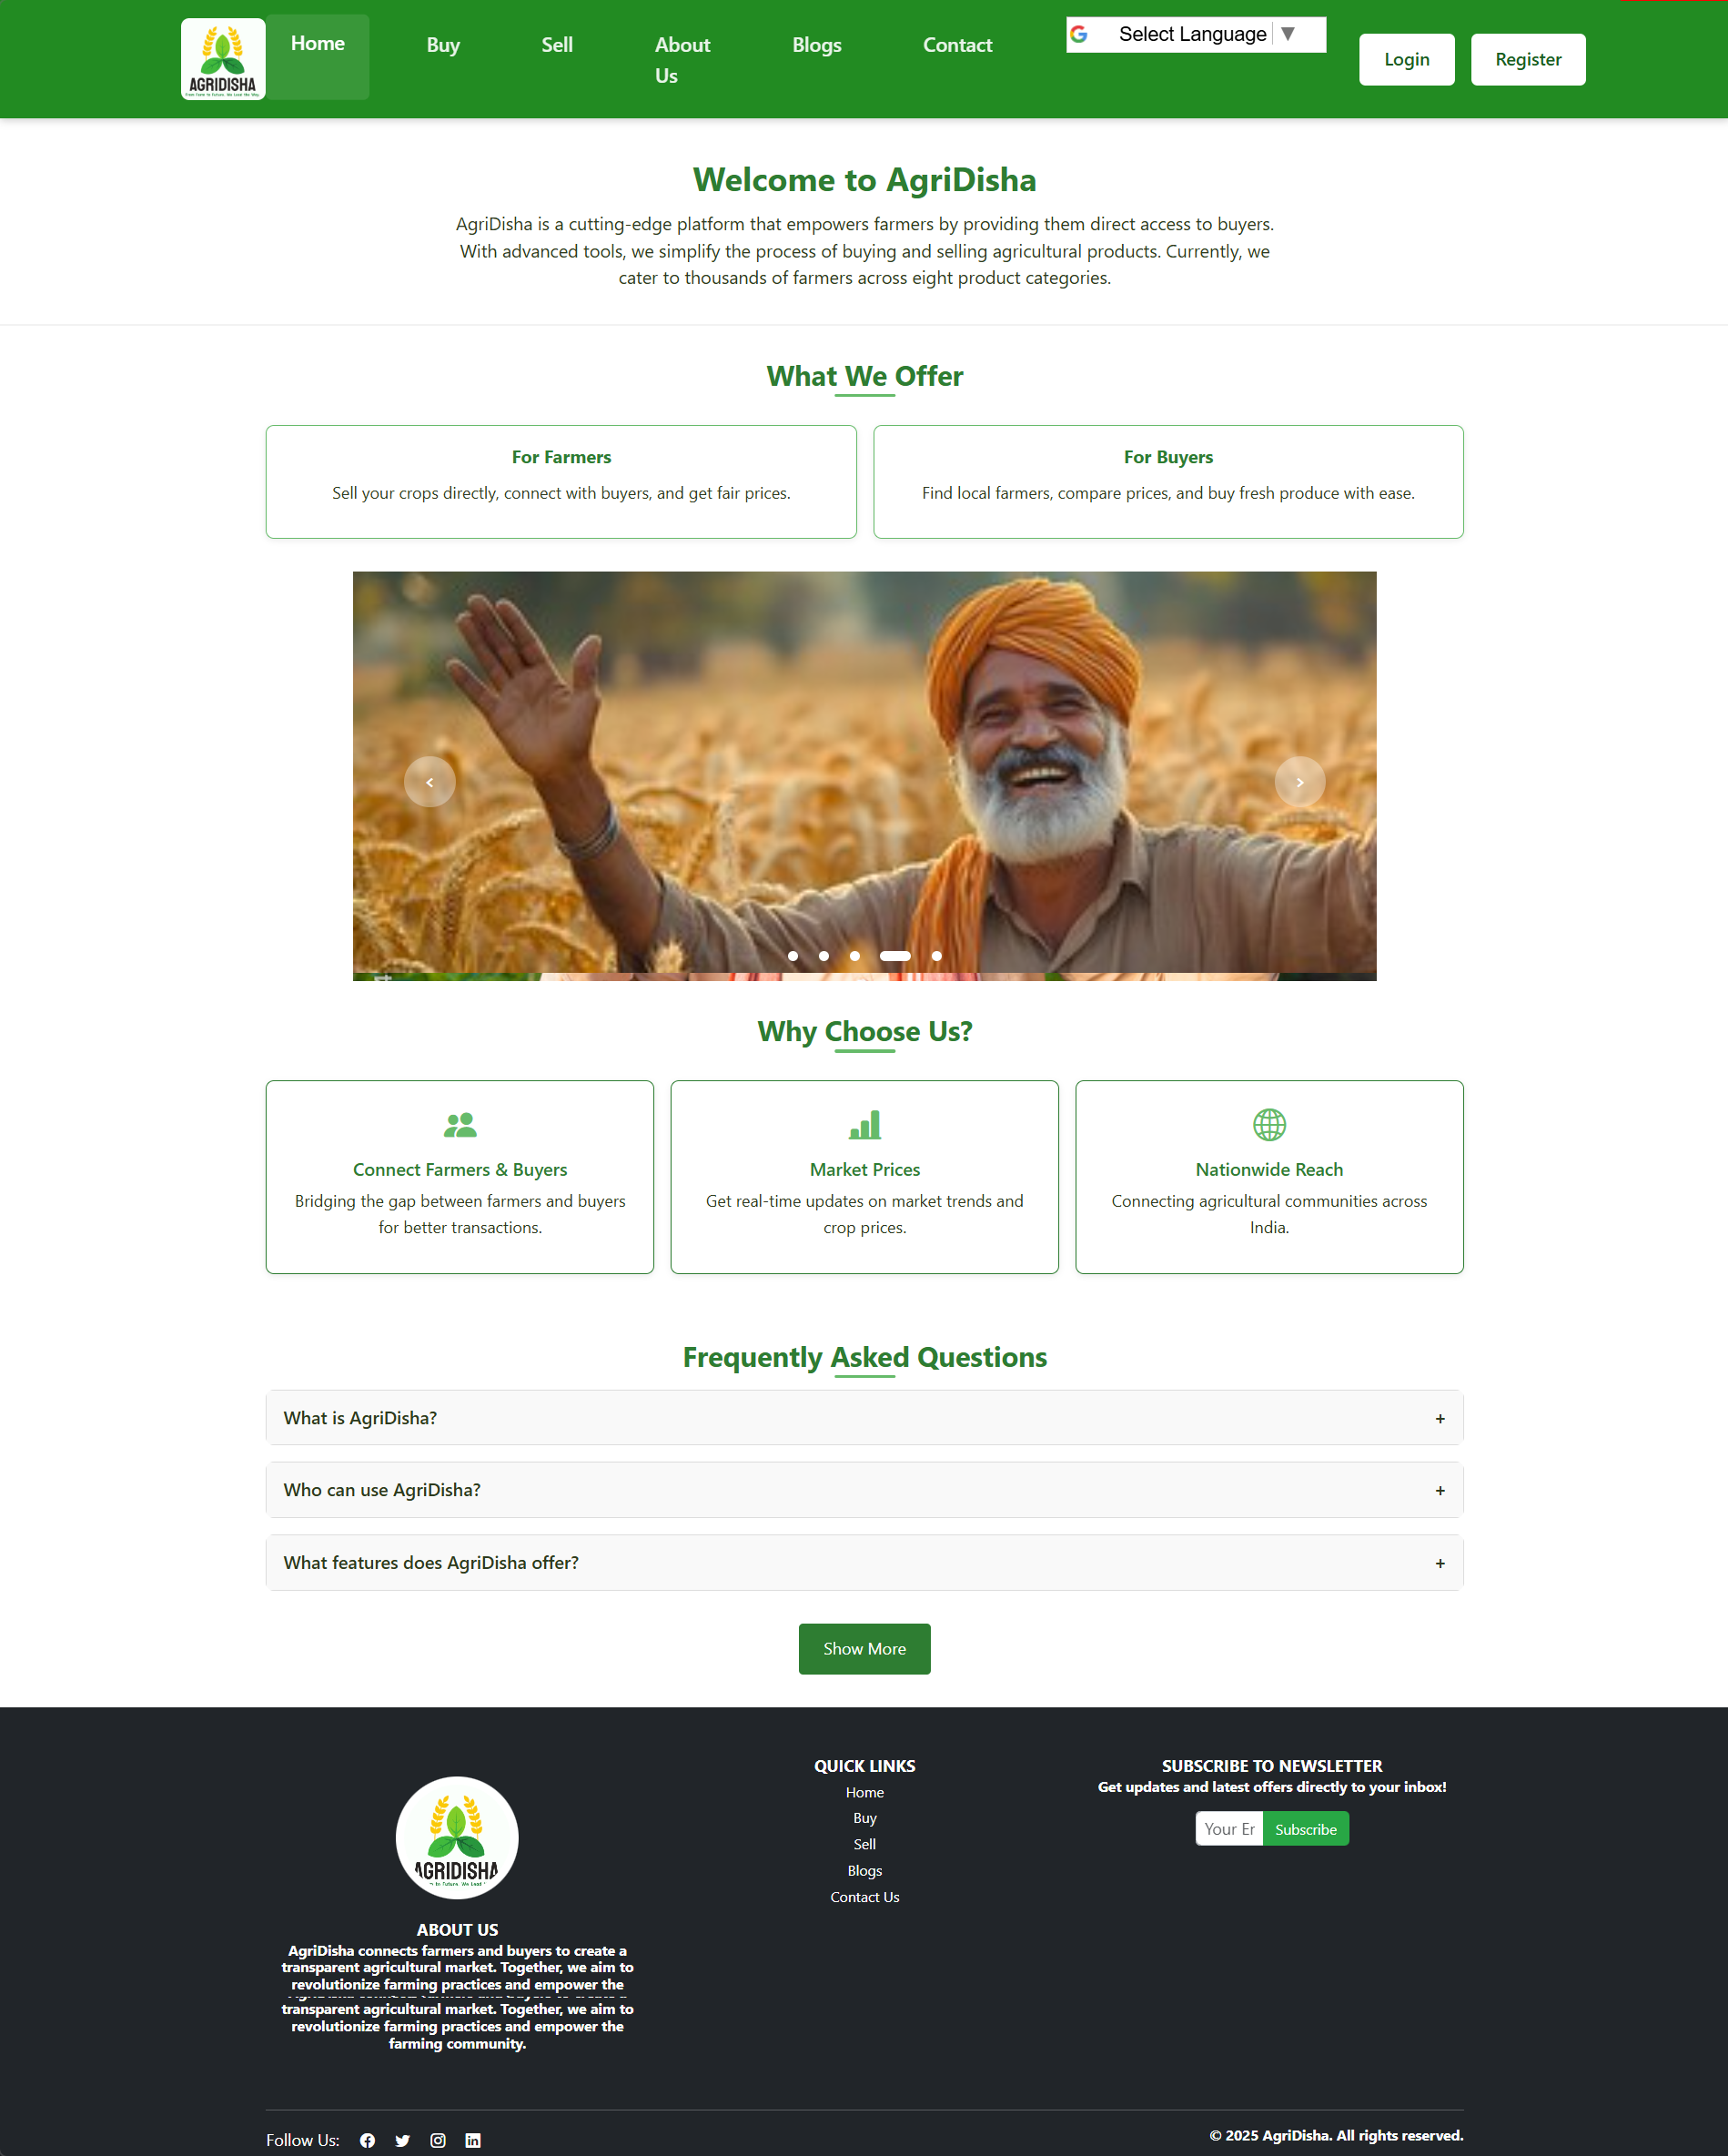 AGRIDISHA
Home
Buy
Sell
About
Us
Blogs
Contact
Select Language
Login
Register
Welcome to AgriDisha
AgriDisha is a cutting-edge platform that empowers farmers by providing them direct access to buyers.
With advanced tools, we simplify the process of buying and selling agricultural products. Currently, we
cater to thousands of farmers across eight product categories.
What We Offer
For Farmers
Sell your crops directly, connect with buyers, and get fair prices.
For Buyers
Find local farmers, compare prices, and buy fresh produce with ease.
Why Choose Us?
Connect Farmers & Buyers
Bridging the gap between farmers and buyers
for better transactions.
Market Prices
Get real-time updates on market trends and
crop prices.
Nationwide Reach
Connecting agricultural communities across
India.
Frequently Asked Questions
What is AgriDisha?
+
Who can use AgriDisha?
+
What features does AgriDisha offer?
+
Show More
AGRIDISHA
ABOUT US
AgriDisha connects farmers and buyers to create a
transparent agricultural market. Together, we aim to
revolutionize farming practices and empower the
transparent agricultural market. Together, we aim to
revolutionize farming practices and empower the
farming community.
QUICK LINKS
Home
Buy
Sell
Blogs
Contact Us
SUBSCRIBE TO NEWSLETTER
Get updates and latest offers directly to your inbox!
Your Er
Subscribe
Follow Us:
© 2025 AgriDisha. All rights reserved.